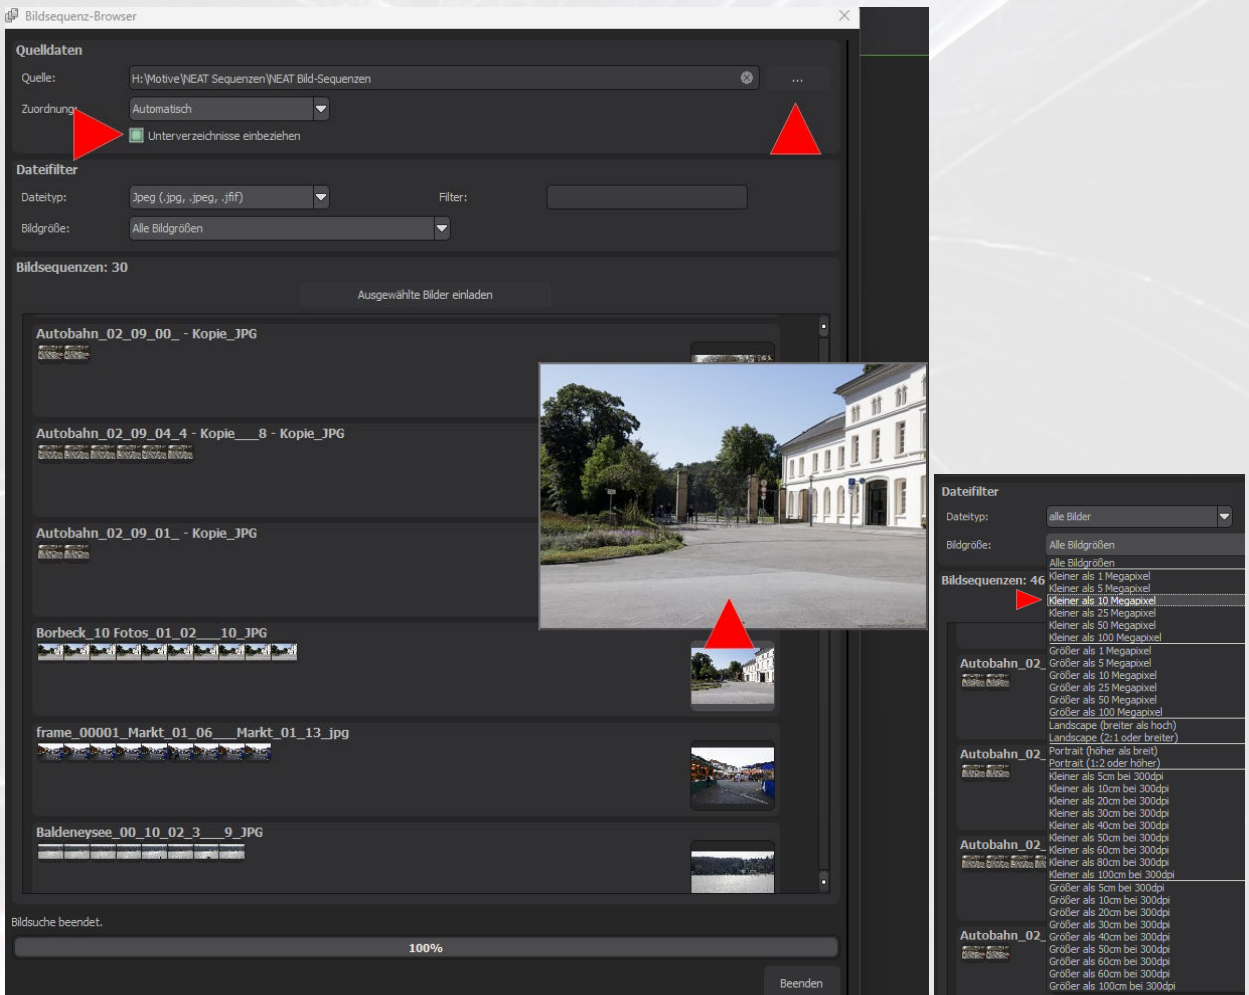 Bildsequenz-Browser
Quelldaten
Quelle: H:\Motive\NEAT Sequenzen\NEAT Bild-Sequenzen ...
Zuordnung: Automatisch
Unterverzeichnisse einbeziehen
Dateifilter
Dateityp: Jpeg (.jpg, .jpeg, .jfif) Filter:
Bildgröße: Alle Bildgrößen
Bildsequenzen: 30
Ausgewählte Bilder einladen
Autobahn_02_09_00_ - Kopie_JPG
Autobahn_02_09_04_4 - Kopie___8 - Kopie_JPG
Autobahn_02_09_01_ - Kopie_JPG
Borbeck_10 Fotos_01_02___10_JPG
frame_00001_Markt_01_06___Markt_01_13_jpg
Baldeneysee_00_10_02_3___9_JPG
Bildsuche beendet.
100%
Beenden
Dateifilter
Dateityp: alle Bilder
Bildgröße: Alle Bildgrößen
Alle Bildgrößen
Bildsequenzen: 46
Kleiner als 1 Megapixel
Kleiner als 5 Megapixel
Kleiner als 10 Megapixel
Kleiner als 25 Megapixel
Kleiner als 50 Megapixel
Kleiner als 100 Megapixel
Größer als 1 Megapixel
Größer als 5 Megapixel
Größer als 10 Megapixel
Größer als 25 Megapixel
Größer als 50 Megapixel
Größer als 100 Megapixel
Landscape (breiter als hoch)
Landscape (2:1 oder breiter)
Portrait (höher als breit)
Portrait (1:2 oder höher)
Kleiner als 5cm bei 300dpi
Kleiner als 10cm bei 300dpi
Kleiner als 20cm bei 300dpi
Kleiner als 30cm bei 300dpi
Kleiner als 40cm bei 300dpi
Kleiner als 50cm bei 300dpi
Kleiner als 60cm bei 300dpi
Kleiner als 80cm bei 300dpi
Kleiner als 100cm bei 300dpi
Größer als 5cm bei 300dpi
Größer als 10cm bei 300dpi
Größer als 20cm bei 300dpi
Größer als 30cm bei 300dpi
Größer als 40cm bei 300dpi
Größer als 50cm bei 300dpi
Größer als 60cm bei 300dpi
Größer als 60cm bei 300dpi
Größer als 100cm bei 300dpi
Autobahn_02_
Autobahn_02_
Autobahn_02_
Autobahn_02_